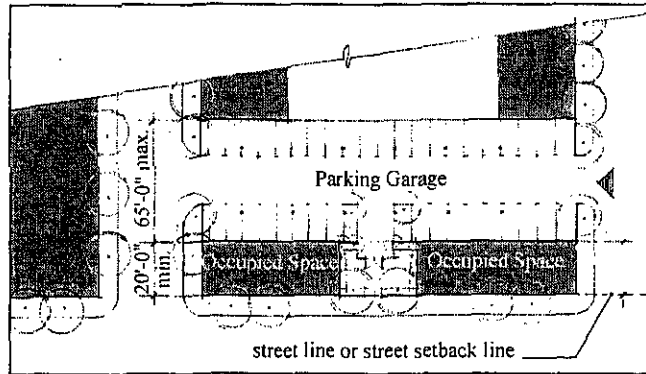 65'-0" max.
Parking Garage
20'-0"
min.
Occupied Space
Occupied Space
street line or street setback line